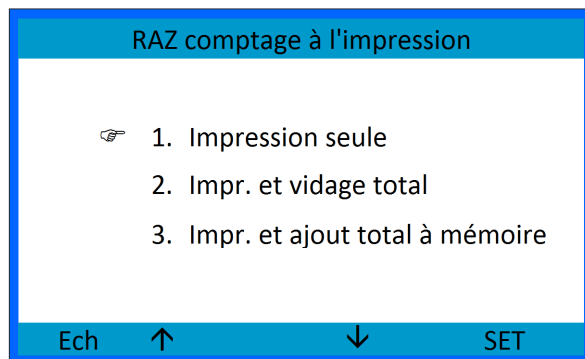 RAZ comptage à l'impression
☞ 1. Impression seule
2. Impr. et vidage total
3. Impr. et ajout total à mémoire
Ech ↑ ↓ SET